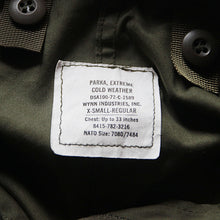 PARKA, EXTREME
COLD WEATHER
DSA100-72-C-1589
WYNN INDUSTRIES, INC.
X-SMALL-REGULAR
Chest: Up to 33 inches
8415-782-3216
NATO Size: 7080/7484